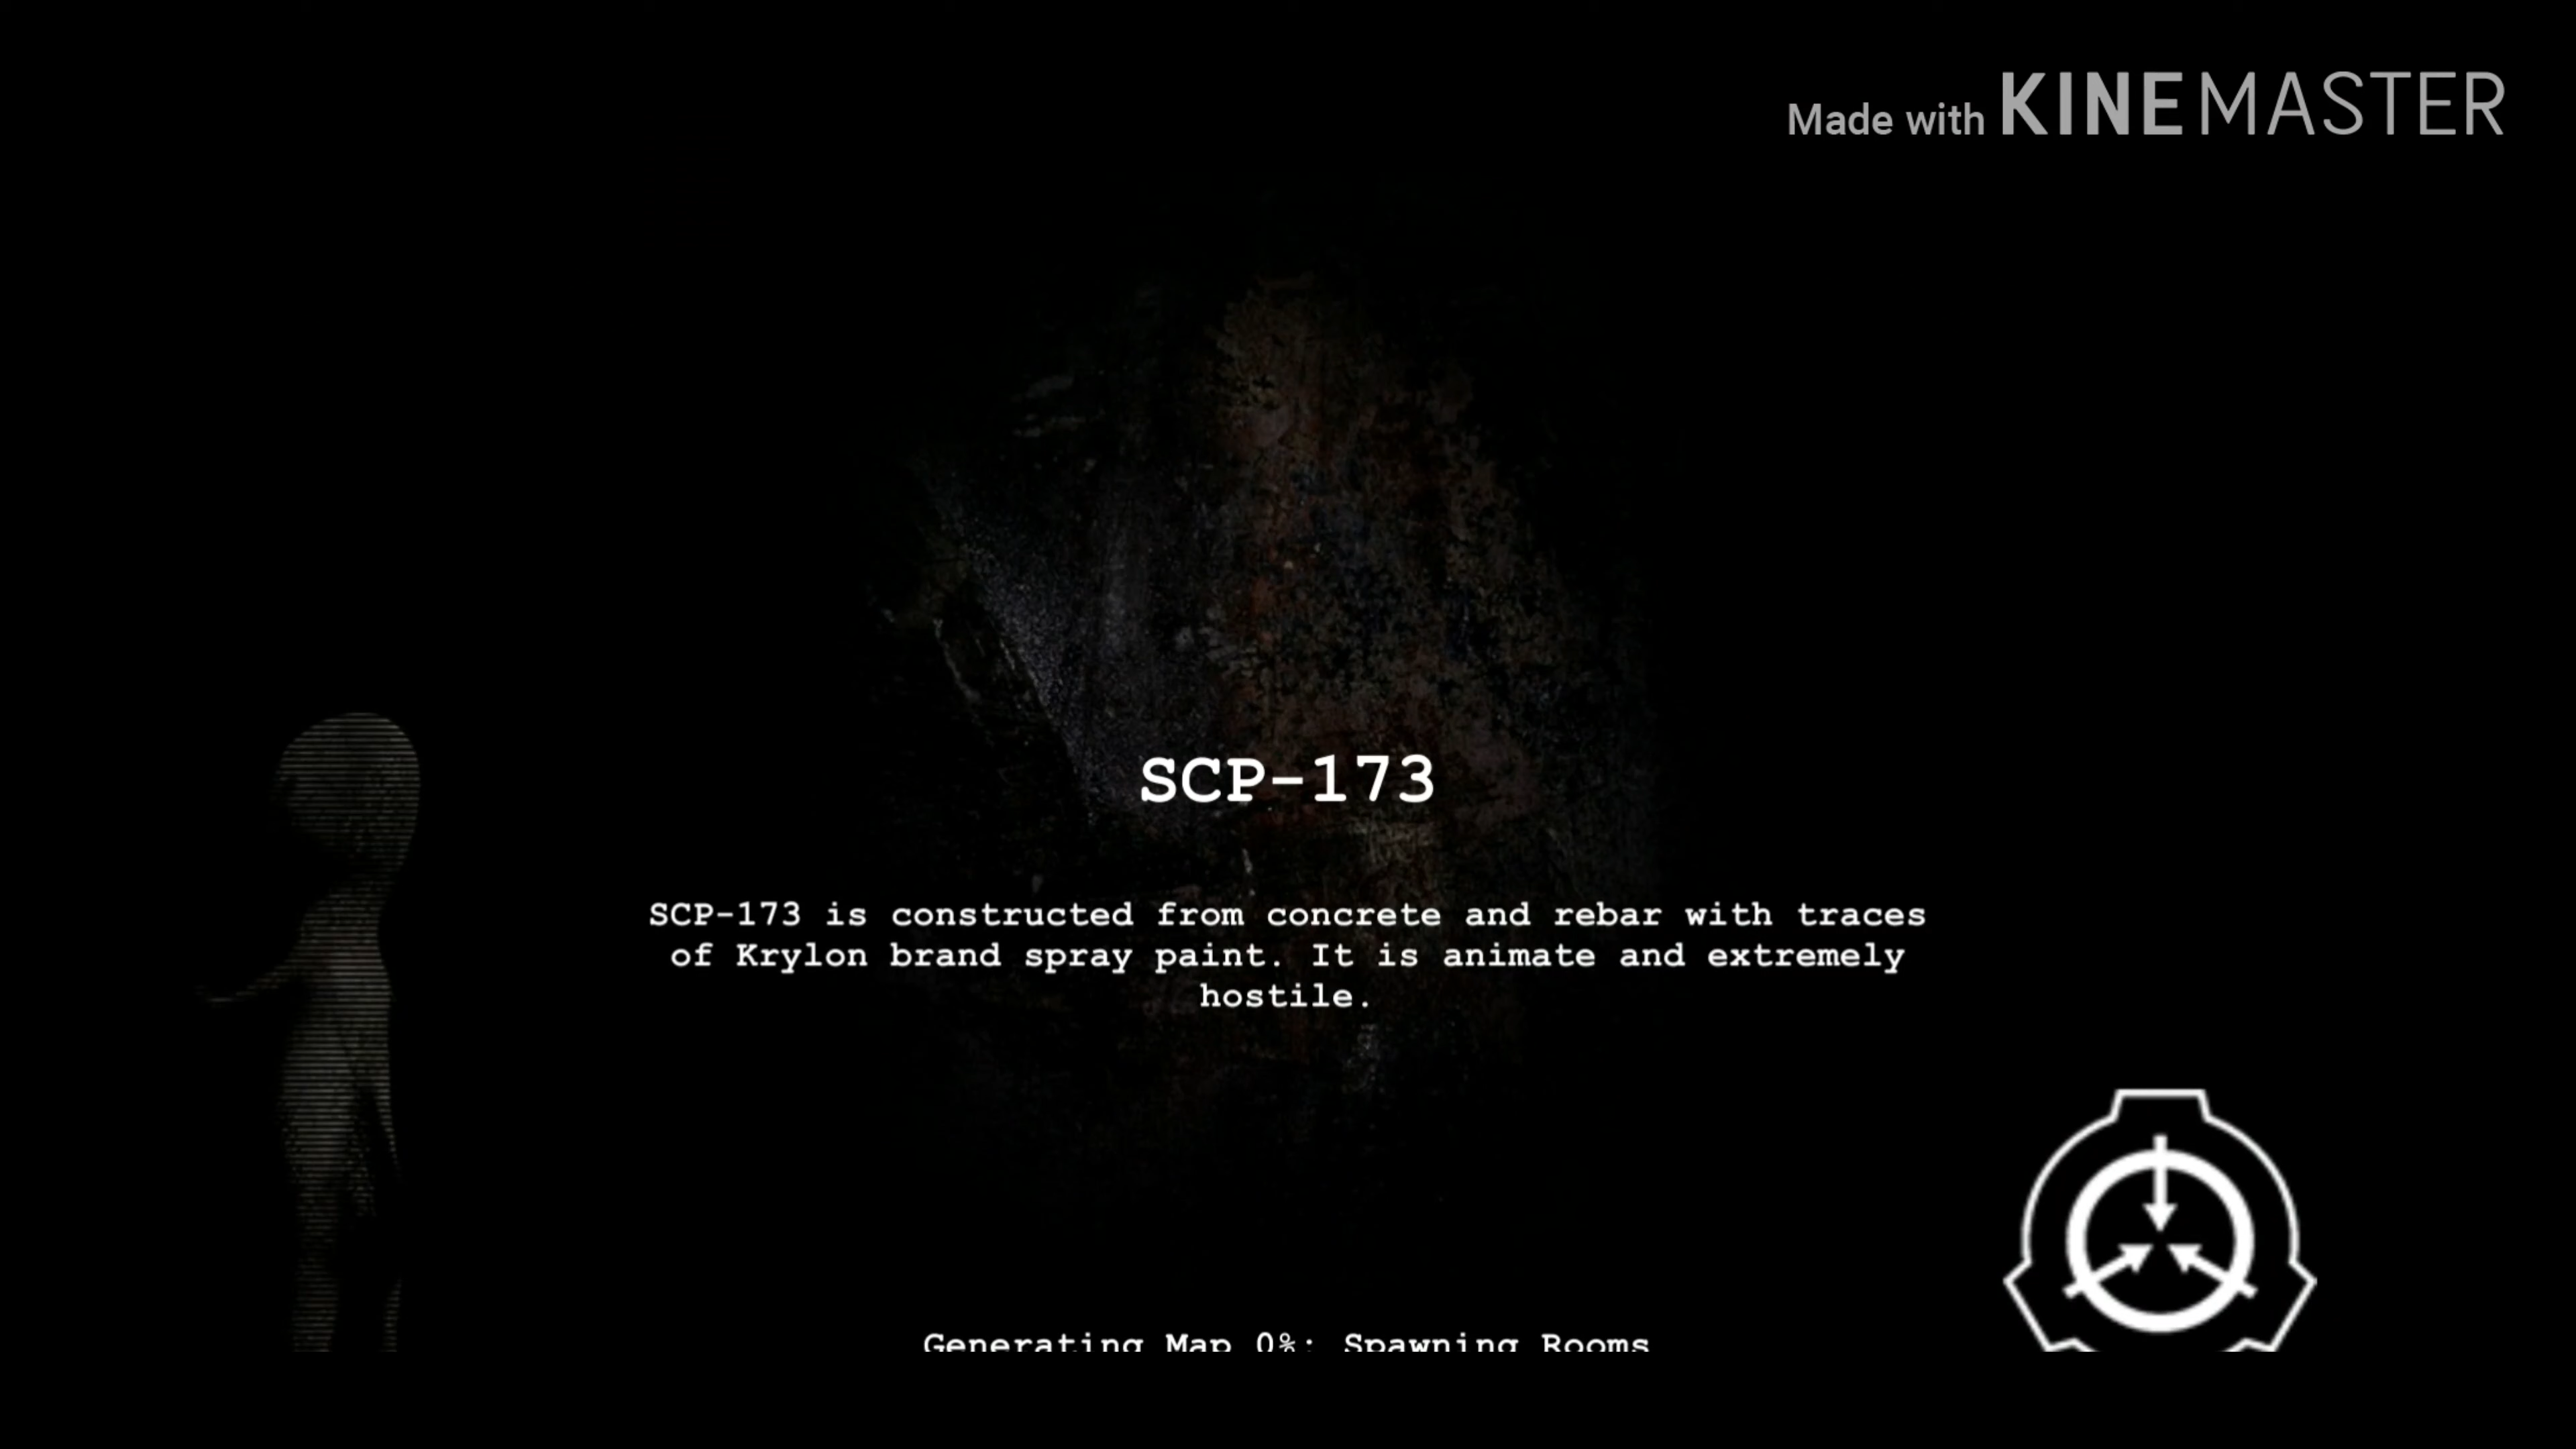 Made with KINEMASTER
SCP-173
SCP-173 is constructed from concrete and rebar with traces
of Krylon brand spray paint. It is animate and extremely
hostile.
Generating Map 0%: Spawning Rooms